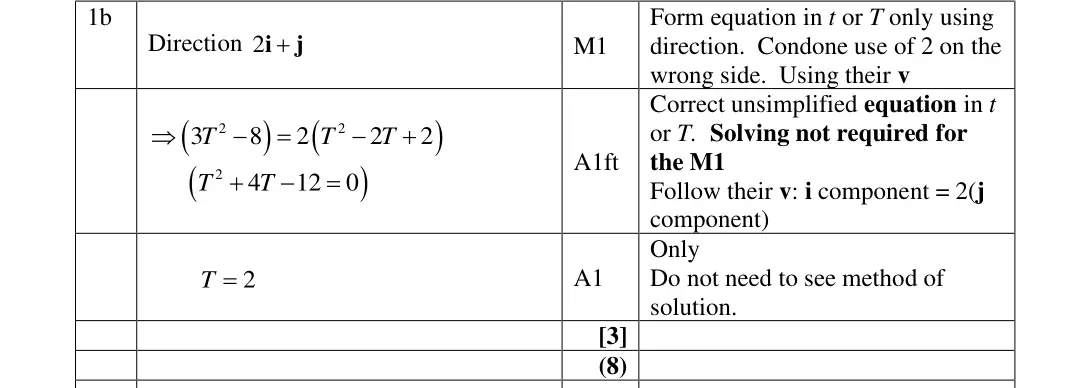 1b
Direction 2i + j
M1
Form equation in t or T only using
direction. Condone use of 2 on the
wrong side. Using their v
⇒(3T² − 8) = 2(T² − 2T + 2)
(T² + 4T − 12 = 0)
A1ft
Correct unsimplified equation in t
or T. Solving not required for
the M1
Follow their v: i component = 2(j
component)
T = 2
A1
Only
Do not need to see method of
solution.
[3]
(8)